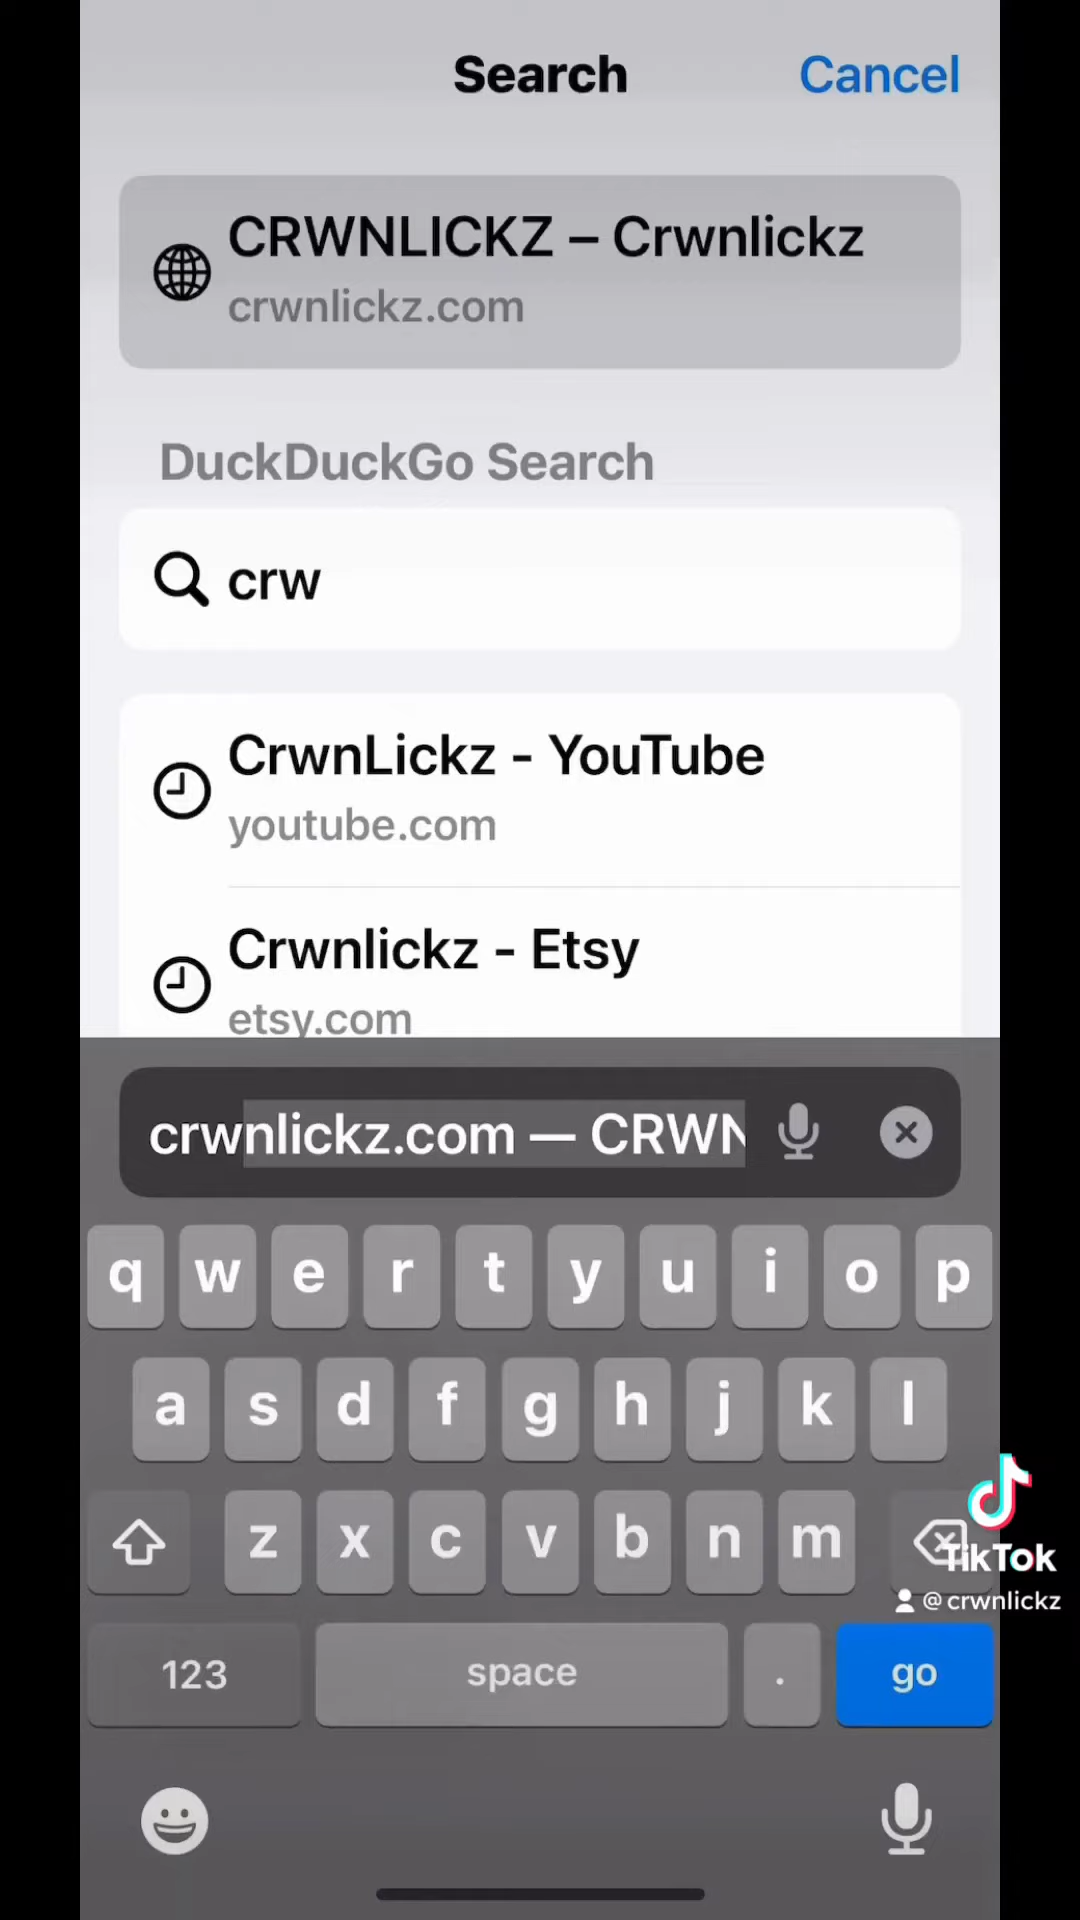 Search
Cancel
CRWNLICKZ – Crwnlickz
crwnlickz.com
DuckDuckGo Search
crw
CrwnLickz - YouTube
youtube.com
Crwnlickz - Etsy
etsy.com
crwnlickz.com — CRWN
q w e r t y u i o p
a s d f g h j k l
z x c v b n m
TikTok
@crwnlickz
123 space . go